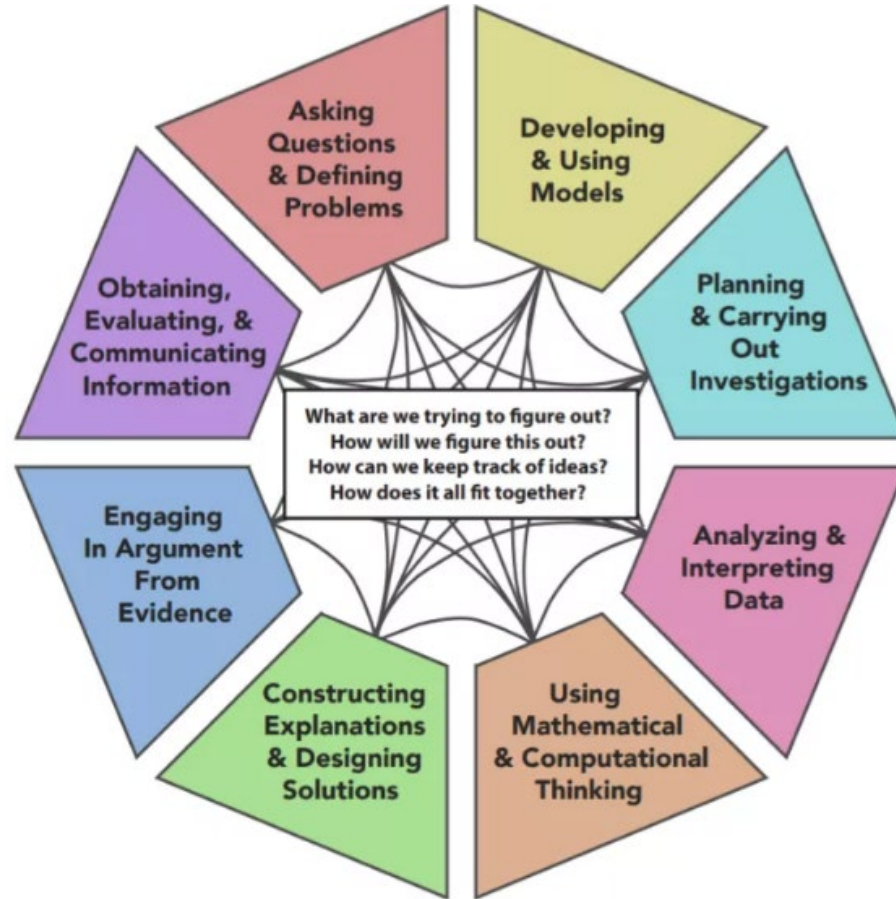 Asking
Questions
& Defining
Problems
Developing
& Using
Models
Planning
& Carrying
Out
Investigations
Analyzing &
Interpreting
Data
Using
Mathematical
& Computational
Thinking
Constructing
Explanations
& Designing
Solutions
Engaging
In Argument
From
Evidence
Obtaining,
Evaluating, &
Communicating
Information
What are we trying to figure out?
How will we figure this out?
How can we keep track of ideas?
How does it all fit together?